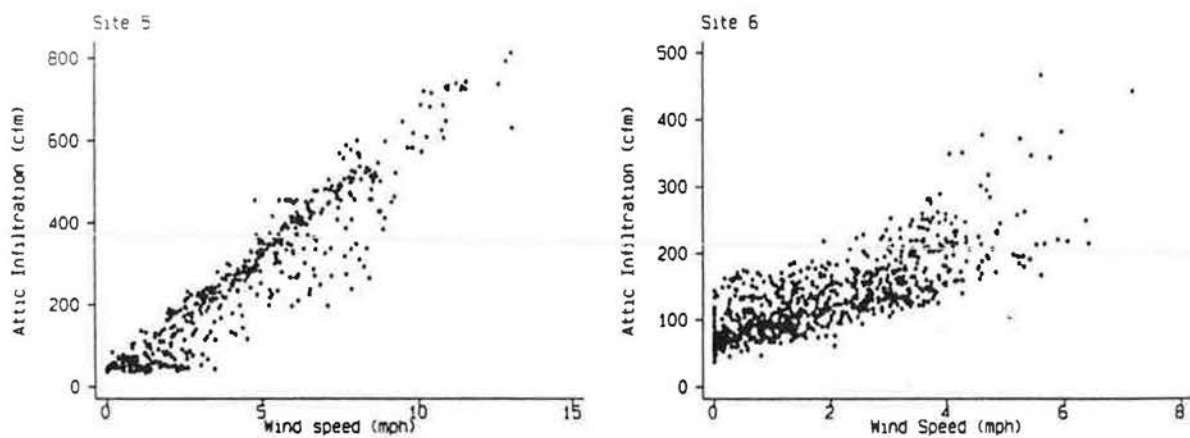 Site 5
800
600
400
200
0
Attic Infiltration (Cfm)
0 5 10 15
Wind speed (mph)
Site 6
500
400
300
200
100
0
Attic Infiltration (Cfm)
0 2 4 6 8
Wind Speed (mph)